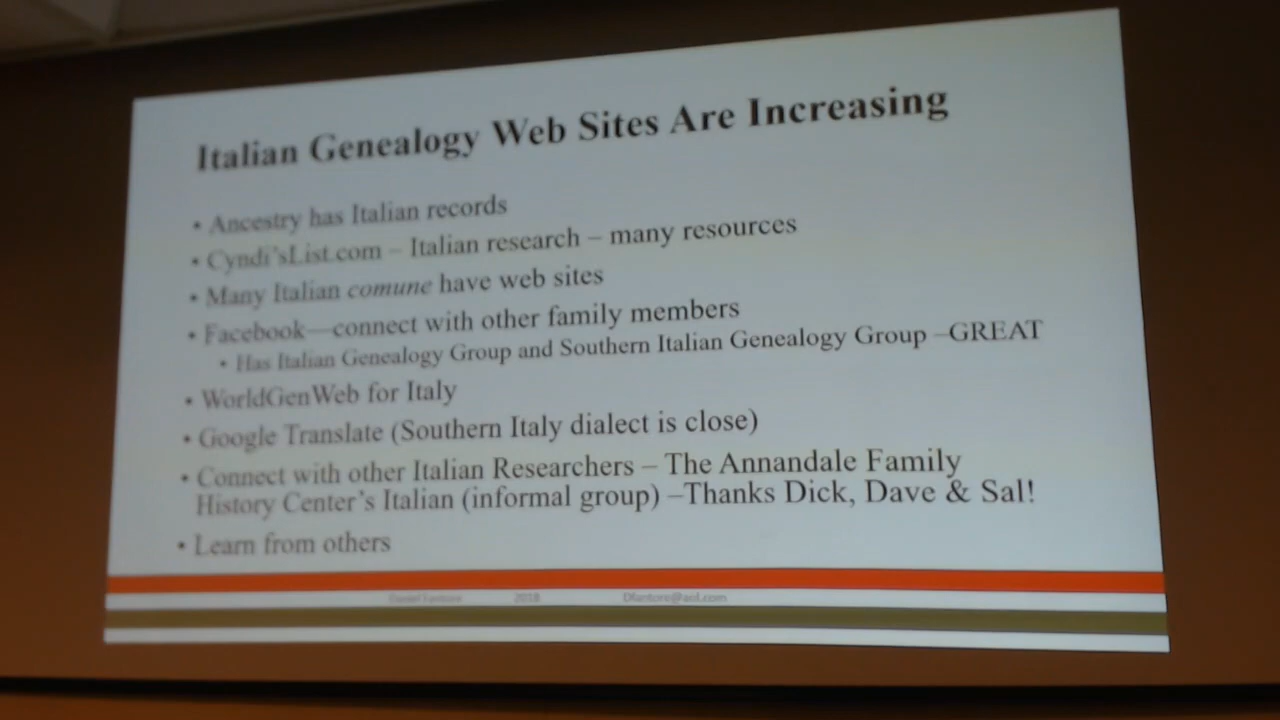 Italian Genealogy Web Sites Are Increasing
• Ancestry has Italian records
• Cyndi'sList.com – Italian research – many resources
• Many Italian comune have web sites
• Facebook—connect with other family members
• Has Italian Genealogy Group and Southern Italian Genealogy Group –GREAT
• WorldGenWeb for Italy
• Google Translate (Southern Italy dialect is close)
• Connect with other Italian Researchers – The Annandale Family
History Center's Italian (informal group) –Thanks Dick, Dave & Sal!
• Learn from others
2018